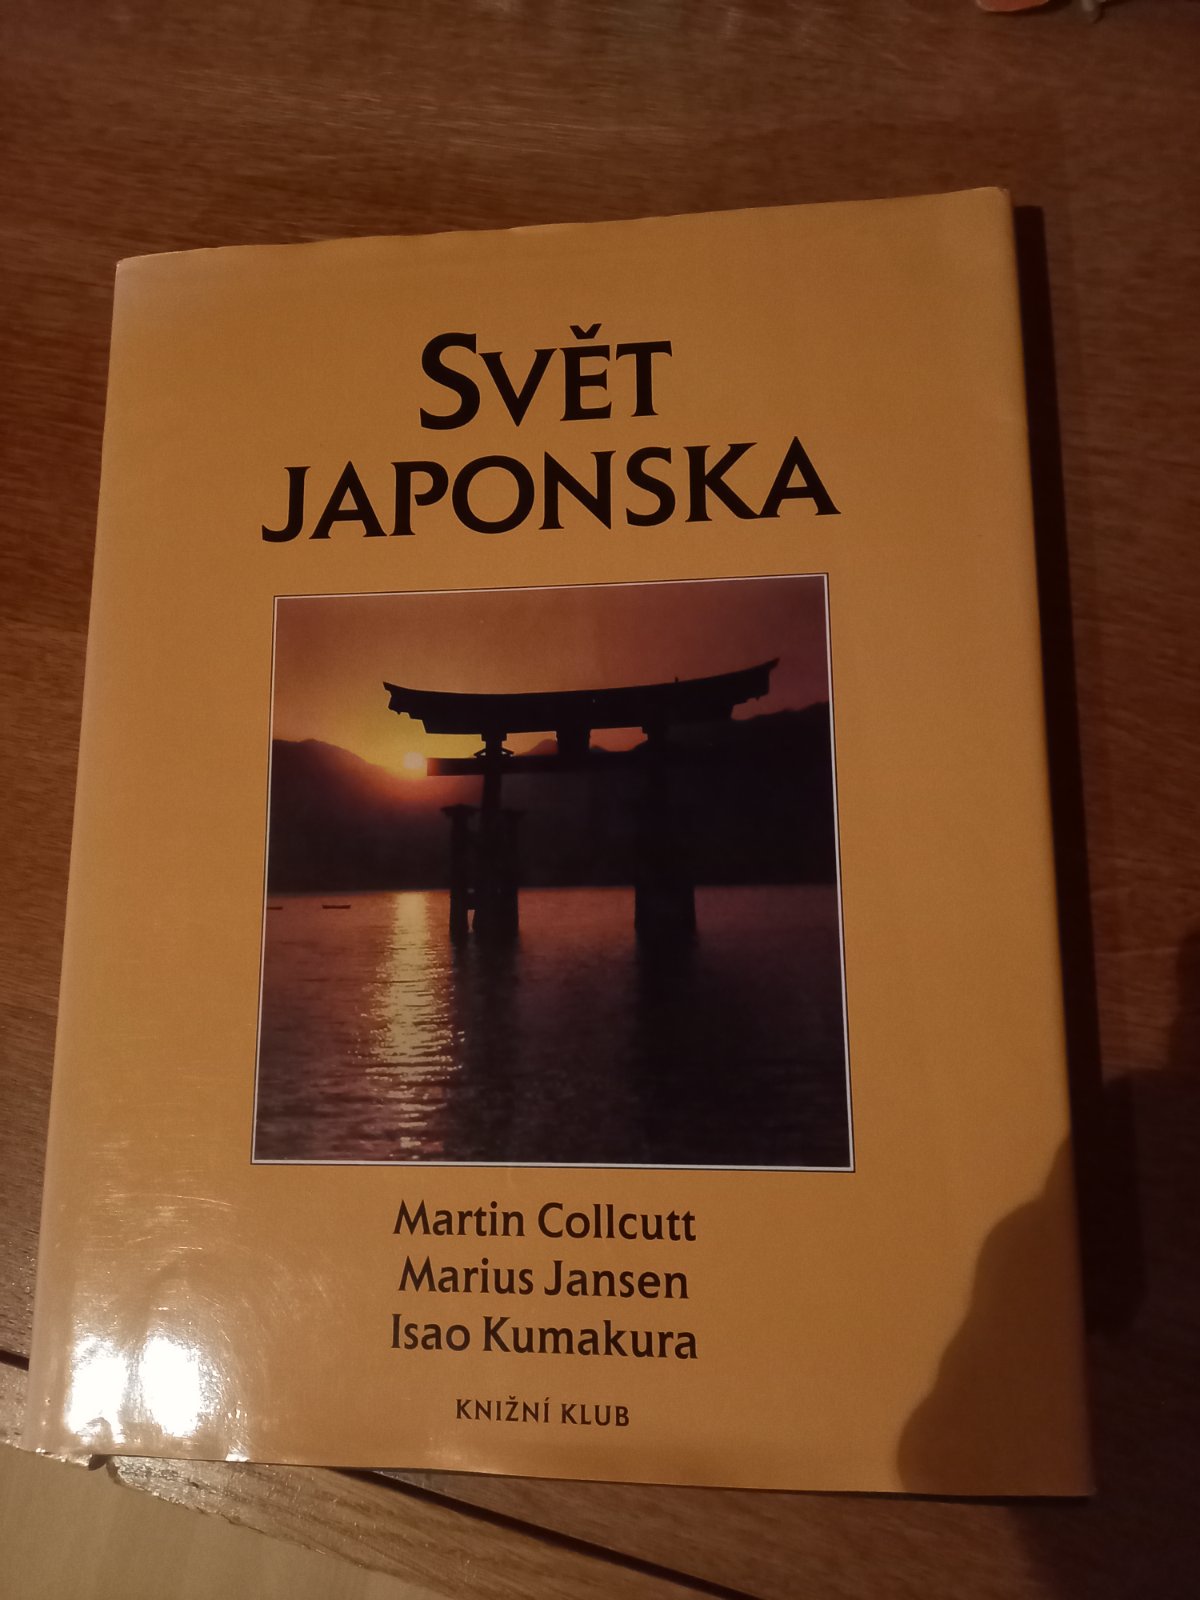 SVĚT
JAPONSKA
Martin Collcutt
Marius Jansen
Isao Kumakura
KNIŽNÍ KLUB